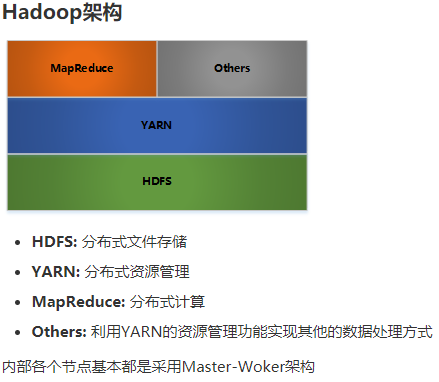 Hadoop架构
MapReduce
Others
YARN
HDFS
HDFS: 分布式文件存储
YARN: 分布式资源管理
MapReduce: 分布式计算
Others: 利用YARN的资源管理功能实现其他的数据处理方式
内部各个节点基本都是采用Master-Woker架构